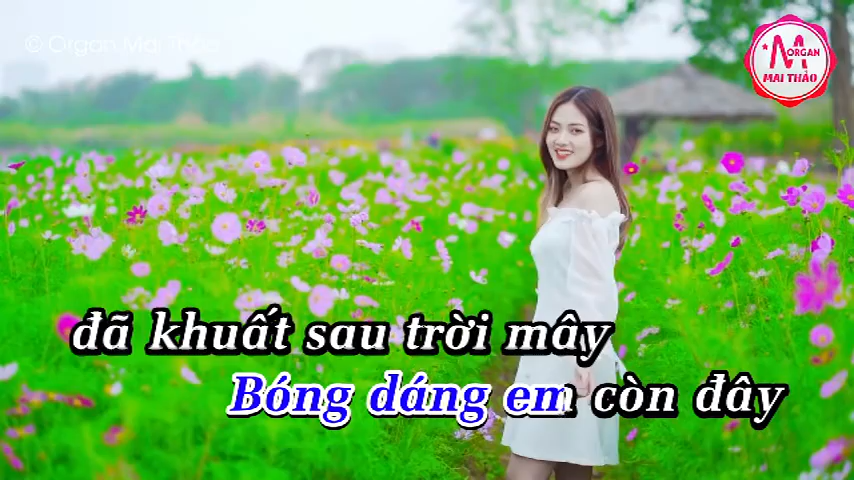 © Organ Mai Thảo
M ORGAN
MAI THẢO
đã khuất sau trời mây
Bóng dáng em còn đây